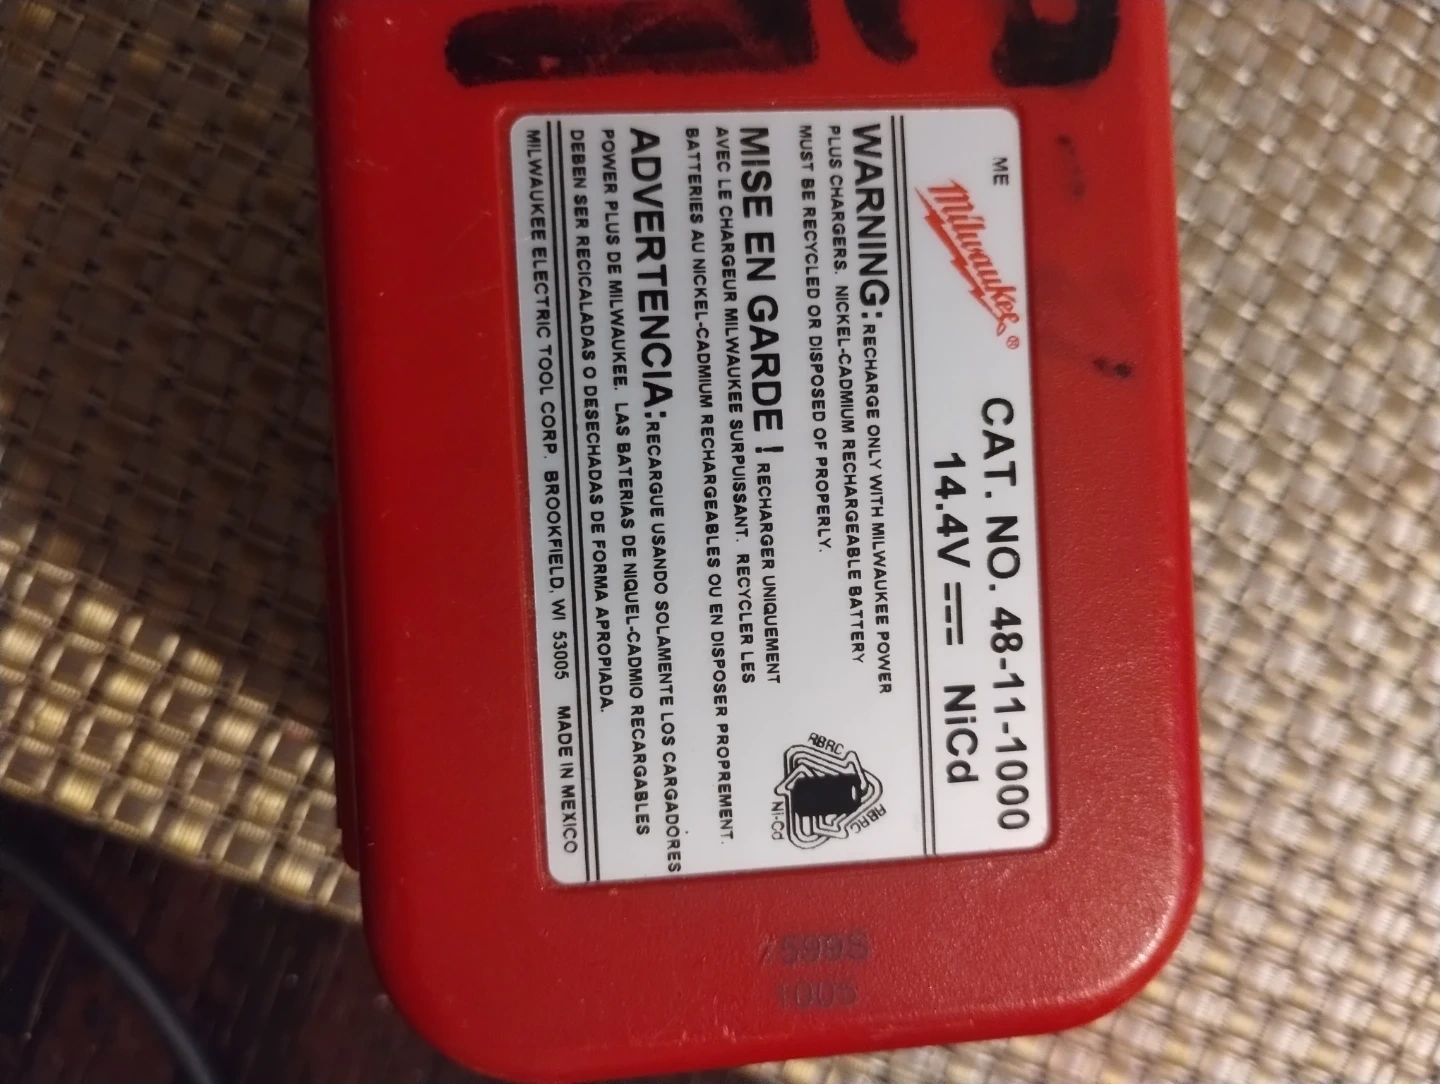 ME
Milwaukee®
CAT. NO. 48-11-1000
14.4V NiCd
WARNING: RECHARGE ONLY WITH MILWAUKEE POWER
PLUS CHARGERS. NICKEL-CADMIUM RECHARGEABLE BATTERY
MUST BE RECYCLED OR DISPOSED OF PROPERLY.
MISE EN GARDE ! RECHARGER UNIQUEMENT
AVEC LE CHARGEUR MILWAUKEE SURPUISSANT. RECYCLER LES
BATTERIES AU NICKEL-CADMIUM RECHARGEABLES OU EN DISPOSER PROPREMENT.
ADVERTENCIA: RECARGUE USANDO SOLAMENTE LOS CARGADORES
POWER PLUS DE MILWAUKEE. LAS BATERIAS DE NIQUEL-CADMIO RECARGABLES
DEBEN SER RECICALADAS O DESECHADAS DE FORMA APROPIADA.
MILWAUKEE ELECTRIC TOOL CORP. BROOKFIELD, WI 53005 MADE IN MEXICO
RBRC
RBRC
Ni-Cd
1005